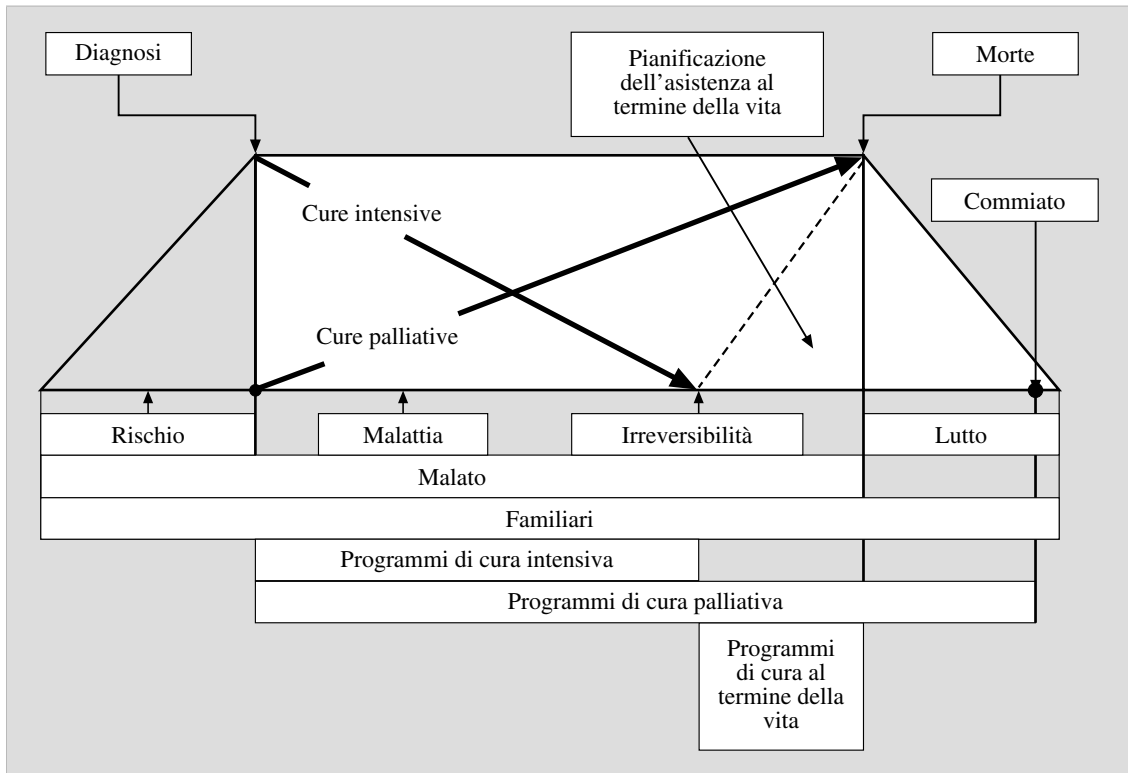 Diagnosi
Pianificazione
dell'asistenza al
termine della vita
Morte
Cure intensive
Commiato
Cure palliative
Rischio
Malattia
Irreversibilità
Lutto
Malato
Familiari
Programmi di cura intensiva
Programmi di cura palliativa
Programmi
di cura al
termine della
vita